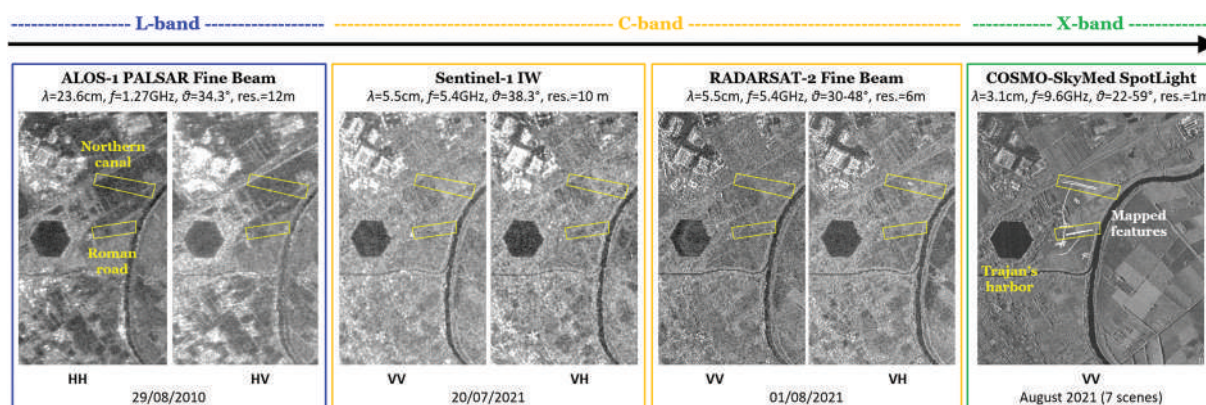 L-band
C-band
X-band
ALOS-1 PALSAR Fine Beam
λ=23.6cm, f=1.27GHz, θ=34.3°, res.=12m
Northern
canal
Roman
road
HH
HV
29/08/2010
Sentinel-1 IW
λ=5.5cm, f=5.4GHz, θ=38.3°, res.=10 m
VV
VH
20/07/2021
RADARSAT-2 Fine Beam
λ=5.5cm, f=5.4GHz, θ=30-48°, res.=6m
VV
VH
01/08/2021
COSMO-SkyMed SpotLight
λ=3.1cm, f=9.6GHz, θ=22-59°, res.=1m
Mapped
features
Trajan's
harbor
VV
August 2021 (7 scenes)